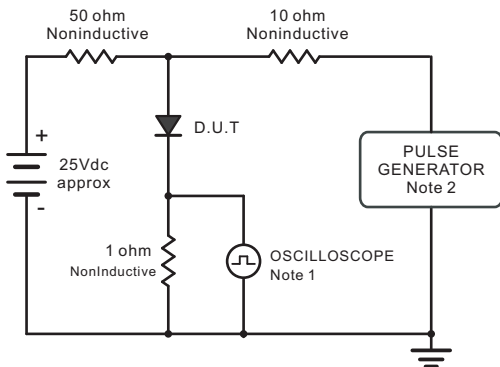 50 ohm
Noninductive
10 ohm
Noninductive
D.U.T
+
25Vdc
approx
-
PULSE
GENERATOR
Note 2
1 ohm
NonInductive
OSCILLOSCOPE
Note 1